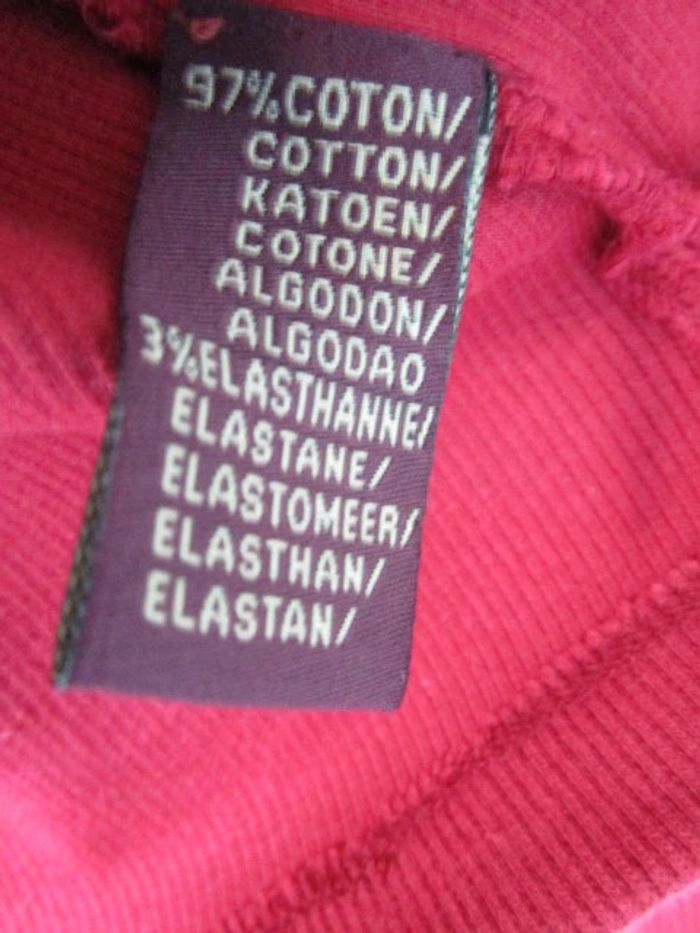 97%COTON/
COTTON/
KATOEN/
COTONE/
ALGODON/
ALGODAO
3%ELASTHANNE/
ELASTANE/
ELASTOMEER/
ELASTHAN/
ELASTAN/